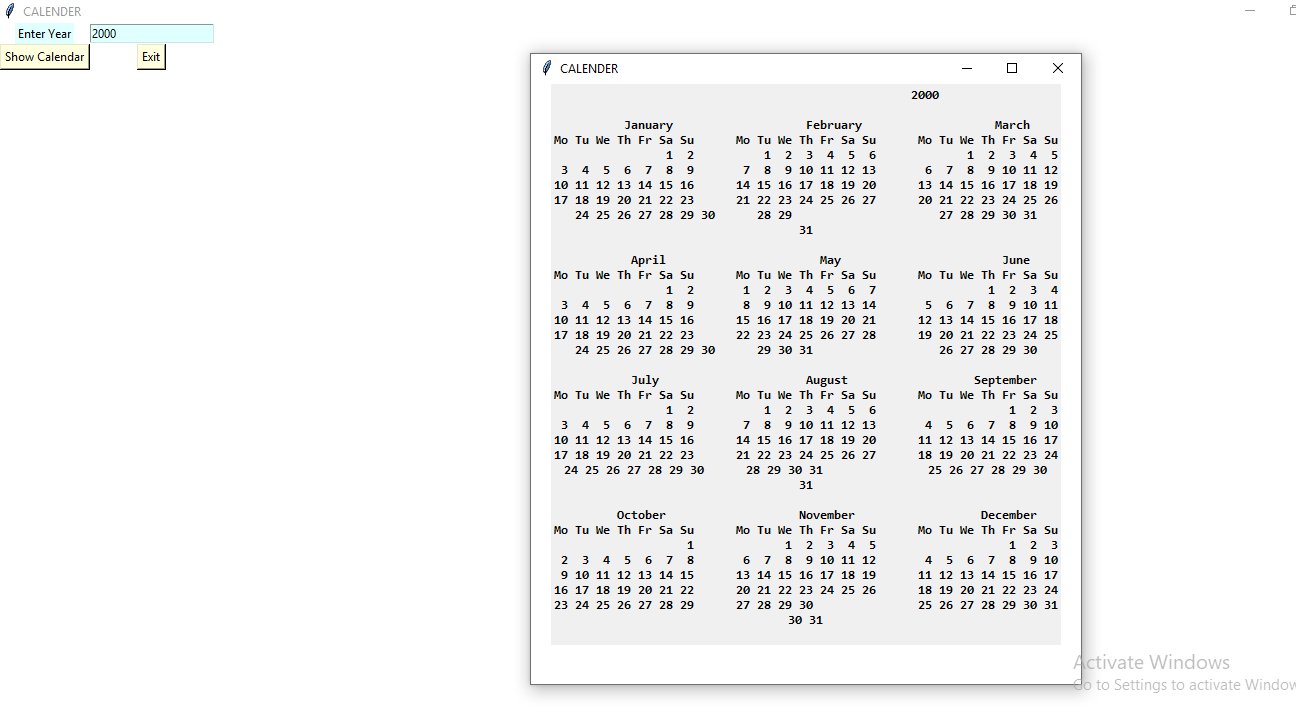 CALENDER
Enter Year 2000
Show Calendar Exit
CALENDER
2000
January February March
Mo Tu We Th Fr Sa Su Mo Tu We Th Fr Sa Su Mo Tu We Th Fr Sa Su
1 2 1 2 3 4 5 6 1 2 3 4 5
3 4 5 6 7 8 9 7 8 9 10 11 12 13 6 7 8 9 10 11 12
10 11 12 13 14 15 16 14 15 16 17 18 19 20 13 14 15 16 17 18 19
17 18 19 20 21 22 23 21 22 23 24 25 26 27 20 21 22 23 24 25 26
24 25 26 27 28 29 30 28 29 27 28 29 30 31
31
April May June
Mo Tu We Th Fr Sa Su Mo Tu We Th Fr Sa Su Mo Tu We Th Fr Sa Su
1 2 1 2 3 4 5 6 7 1 2 3 4
3 4 5 6 7 8 9 8 9 10 11 12 13 14 5 6 7 8 9 10 11
10 11 12 13 14 15 16 15 16 17 18 19 20 21 12 13 14 15 16 17 18
17 18 19 20 21 22 23 22 23 24 25 26 27 28 19 20 21 22 23 24 25
24 25 26 27 28 29 30 29 30 31 26 27 28 29 30
July August September
Mo Tu We Th Fr Sa Su Mo Tu We Th Fr Sa Su Mo Tu We Th Fr Sa Su
1 2 1 2 3 4 5 6 1 2 3
3 4 5 6 7 8 9 7 8 9 10 11 12 13 4 5 6 7 8 9 10
10 11 12 13 14 15 16 14 15 16 17 18 19 20 11 12 13 14 15 16 17
17 18 19 20 21 22 23 21 22 23 24 25 26 27 18 19 20 21 22 23 24
24 25 26 27 28 29 30 28 29 30 31 25 26 27 28 29 30
31
October November December
Mo Tu We Th Fr Sa Su Mo Tu We Th Fr Sa Su Mo Tu We Th Fr Sa Su
1 1 2 3 4 5 1 2 3
2 3 4 5 6 7 8 6 7 8 9 10 11 12 4 5 6 7 8 9 10
9 10 11 12 13 14 15 13 14 15 16 17 18 19 11 12 13 14 15 16 17
16 17 18 19 20 21 22 20 21 22 23 24 25 26 18 19 20 21 22 23 24
23 24 25 26 27 28 29 27 28 29 30 25 26 27 28 29 30 31
30 31
Activate Windows
Go to Settings to activate Window